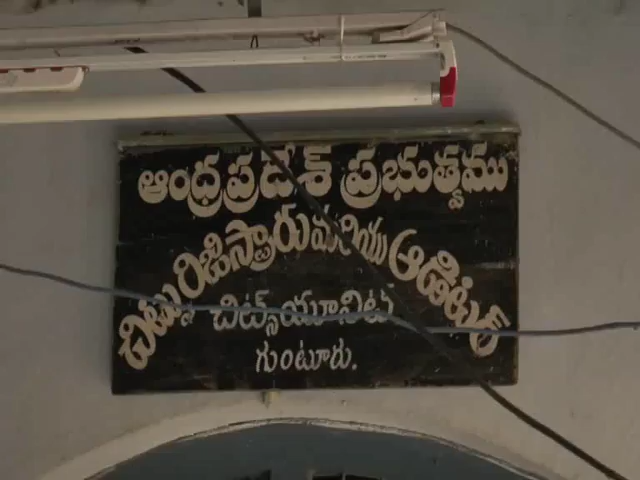 ఆంధ్రప్రదేశ్ ప్రభుత్వము
చిట్సు రిజిస్ట్రారు మరియు ఆడిటర్
చిట్స్ యూనిట్
గుంటూరు.